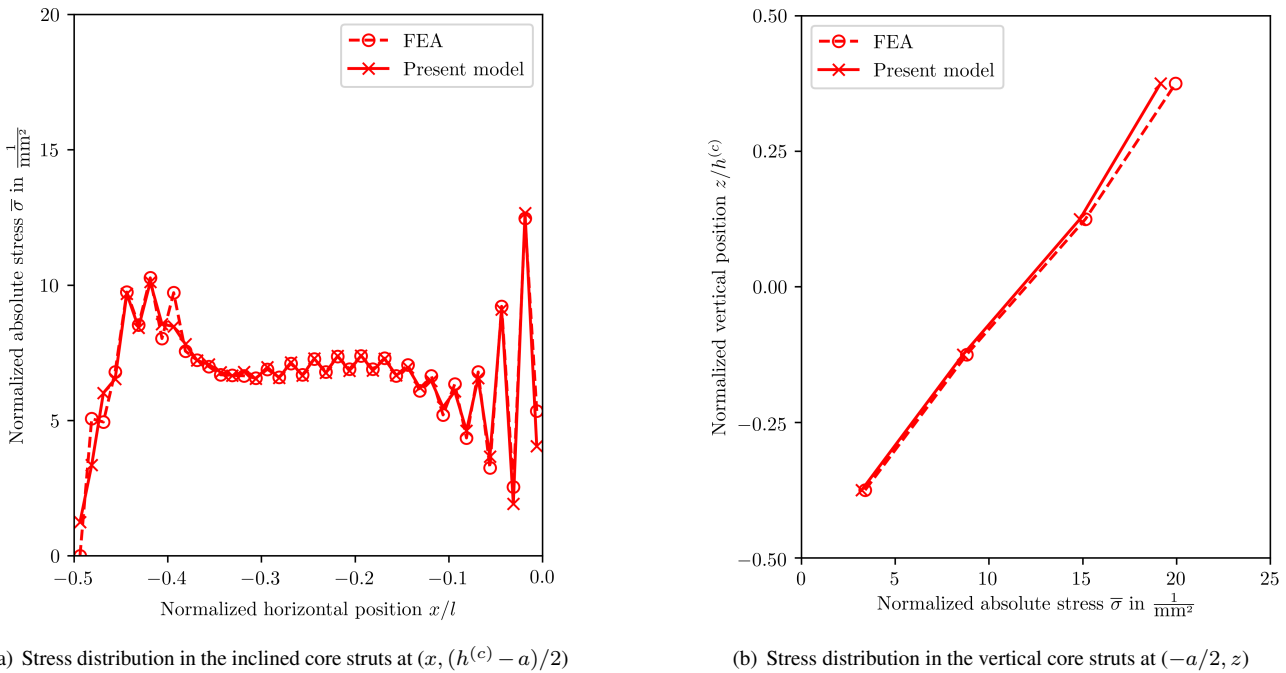 20
15
10
5
0
−0.5
−0.4
−0.3
−0.2
−0.1
0.0
Normalized absolute stress σ̅ in 1/mm²
Normalized horizontal position x/l
FEA
Present model
a) Stress distribution in the inclined core struts at (x, (h^(c) − a)/2)
0.50
0.25
0.00
−0.25
−0.50
0
5
10
15
20
25
Normalized vertical position z/h^(c)
Normalized absolute stress σ̅ in 1/mm²
FEA
Present model
(b) Stress distribution in the vertical core struts at (−a/2, z)